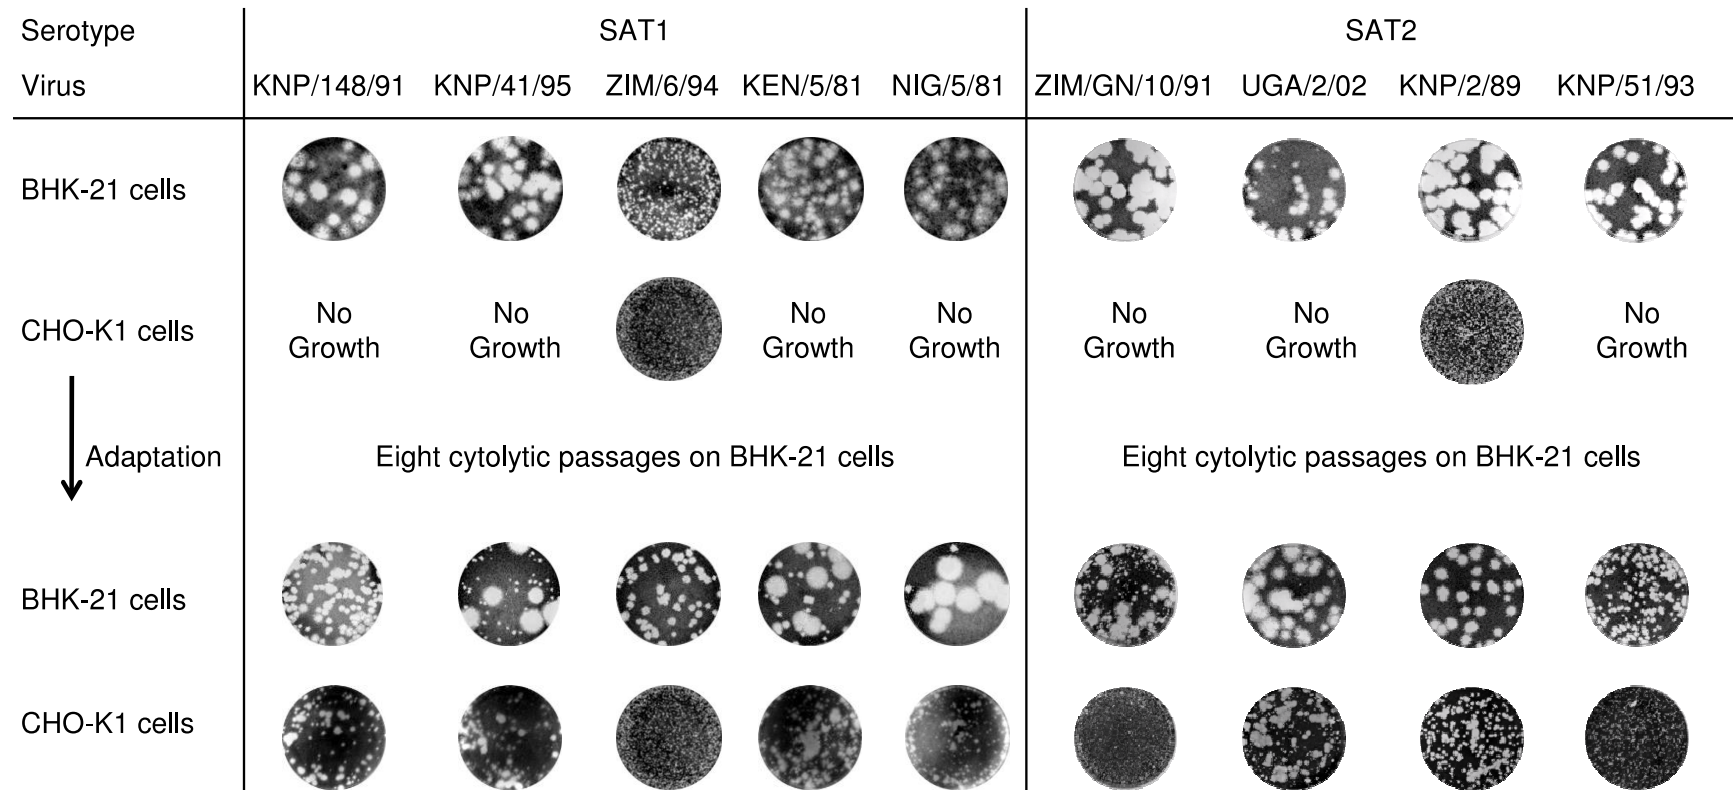 Serotype SAT1 SAT2
Virus KNP/148/91 KNP/41/95 ZIM/6/94 KEN/5/81 NIG/5/81 ZIM/GN/10/91 UGA/2/02 KNP/2/89 KNP/51/93
BHK-21 cells
CHO-K1 cells No Growth No Growth No Growth No Growth No Growth No Growth No Growth
Adaptation Eight cytolytic passages on BHK-21 cells Eight cytolytic passages on BHK-21 cells
BHK-21 cells
CHO-K1 cells